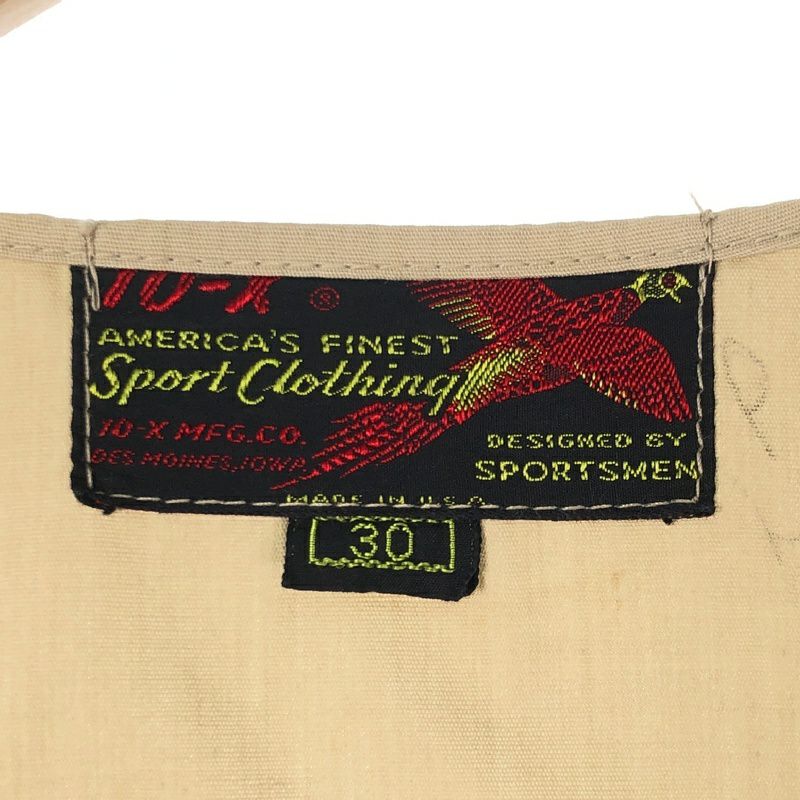 10-X ®
AMERICA'S FINEST
Sport Clothing
10-X MFG.CO.
DES MOINES, IOWA
DESIGNED BY
SPORTSMEN
MADE IN U.S.A.
30